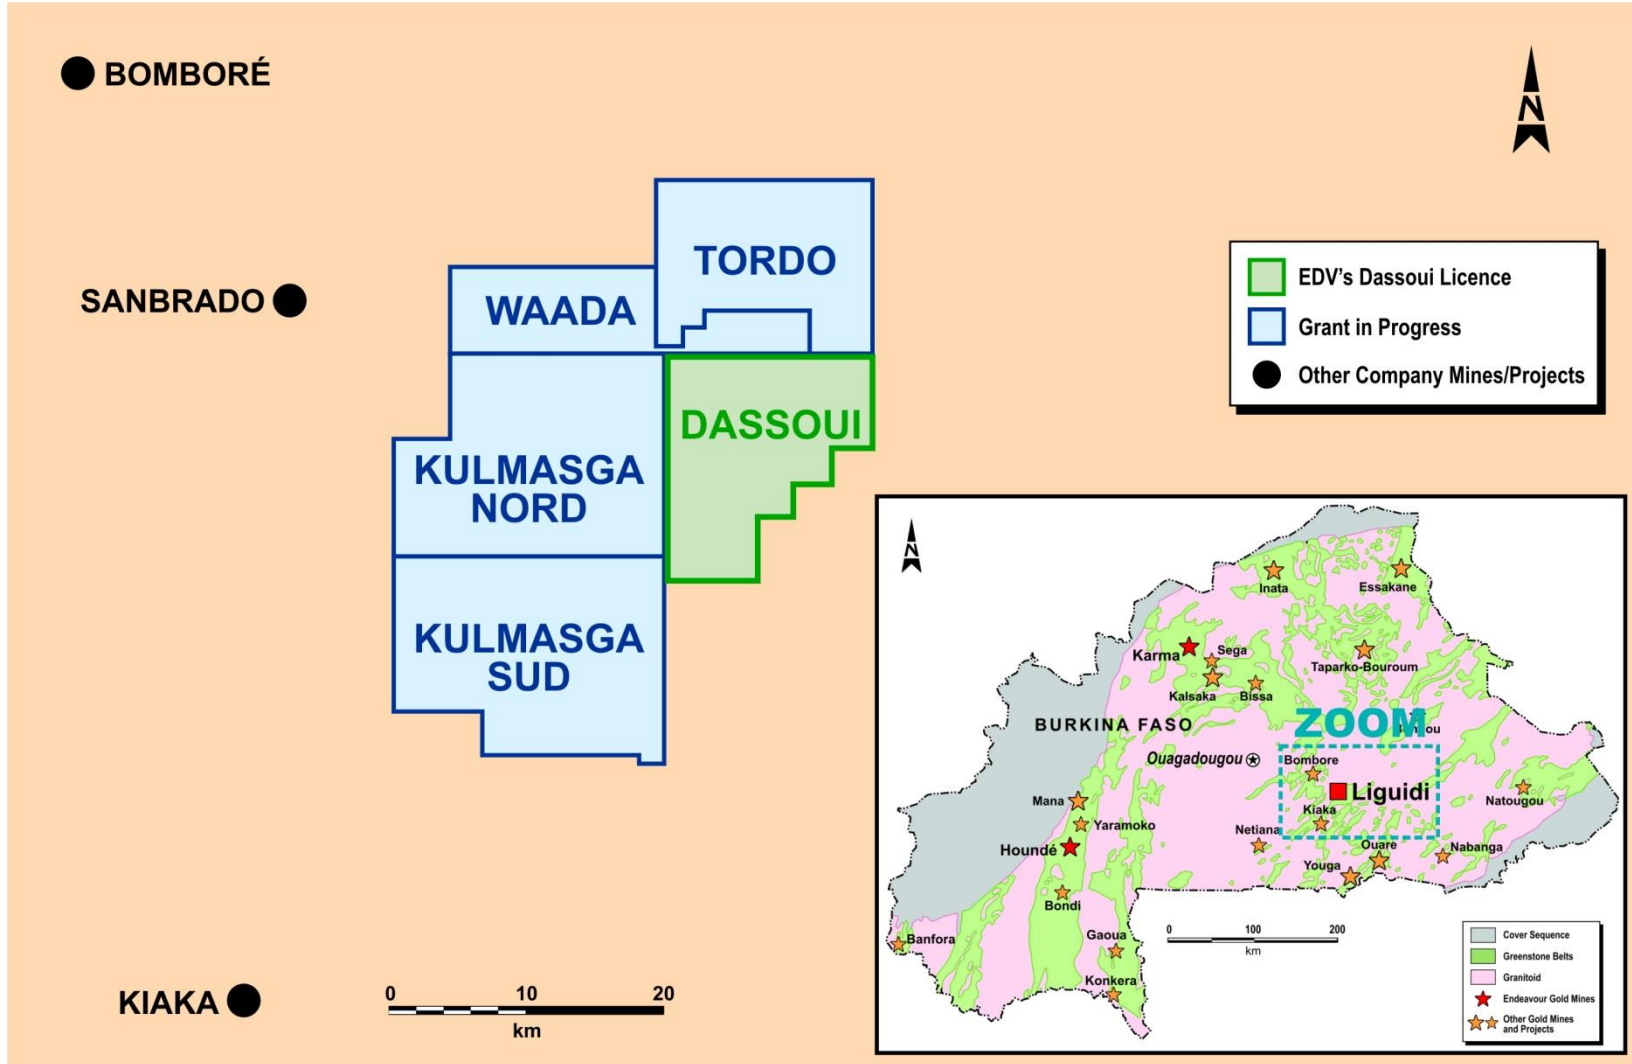 BOMBORÉ
N
TORDO
SANBRADO
WAADA
DASSOUI
KULMASGA
NORD
KULMASGA
SUD
KIAKA
0 10 20
km
EDV's Dassoui Licence
Grant in Progress
Other Company Mines/Projects
N
Inata
Essakane
Karma
Sega
Taparko-Bouroum
Kalsaka
Bissa
BURKINA FASO
ZOOM
Ouagadougou
Bombore
Liguidi
Natougou
Mana
Kiaka
Yaramoko
Netiana
Houndé
Ouare
Nabanga
Youga
Bondi
Banfora
Gaoua
Konkera
0 100 200
km
Cover Sequence
Greenstone Belts
Granitoid
Endeavour Gold Mines
Other Gold Mines
and Projects